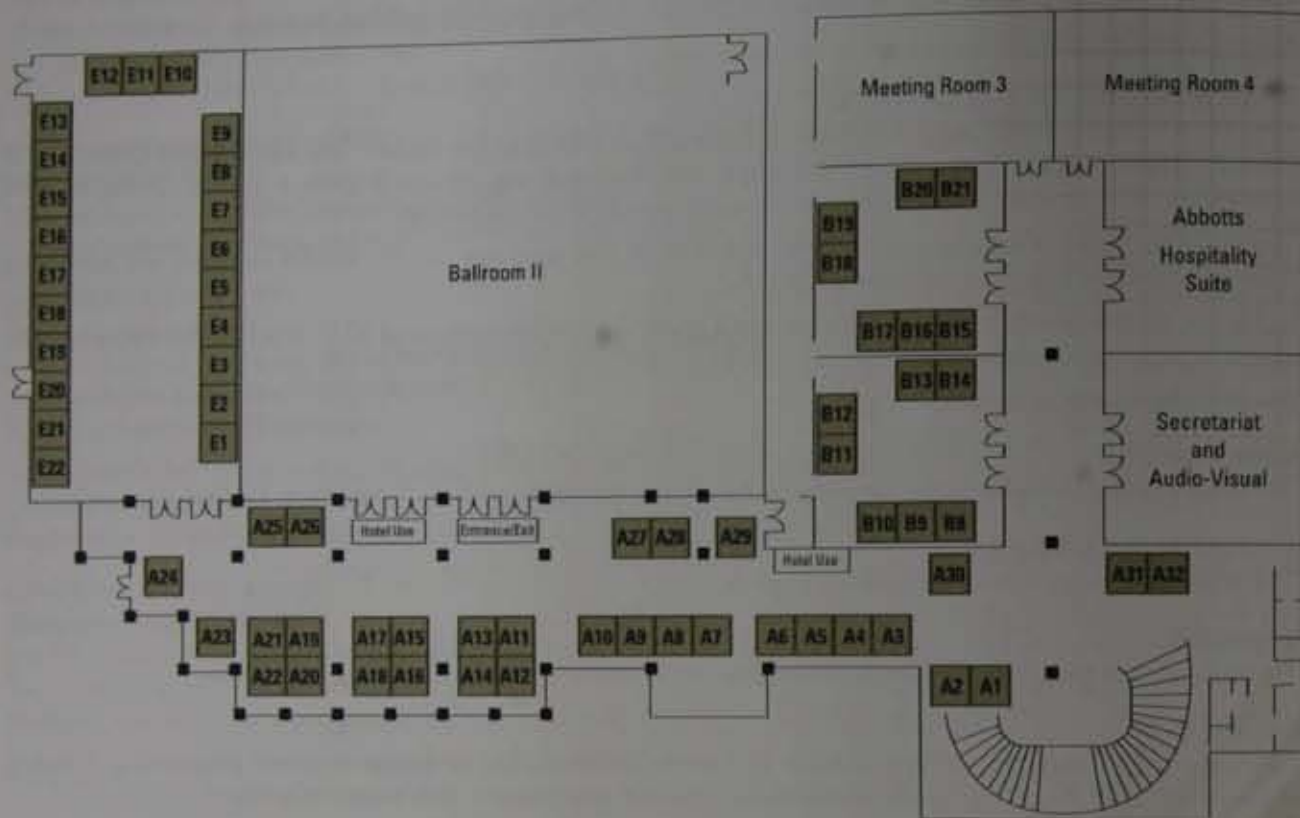 Meeting Room 3
Meeting Room 4
E12 E11 E10
E13
E14
E15
E16
E17
E18
E19
E20
E21
E22
E9
E8
E7
E6
E5
E4
E3
E2
E1
Ballroom II
B20 B21
B19
B18
B17 B16 B15
B13 B14
B12
B11
B10 B9 B8
Abbotts
Hospitality
Suite
Secretariat
and
Audio-Visual
A25 A26
Hotel Use
Entrance/Exit
A27 A28
A29
Hotel Use
A24
A30
A31 A32
A23
A21 A19
A22 A20
A17 A15
A18 A16
A13 A11
A14 A12
A10 A9 A8 A7
A6 A5 A4 A3
A2 A1